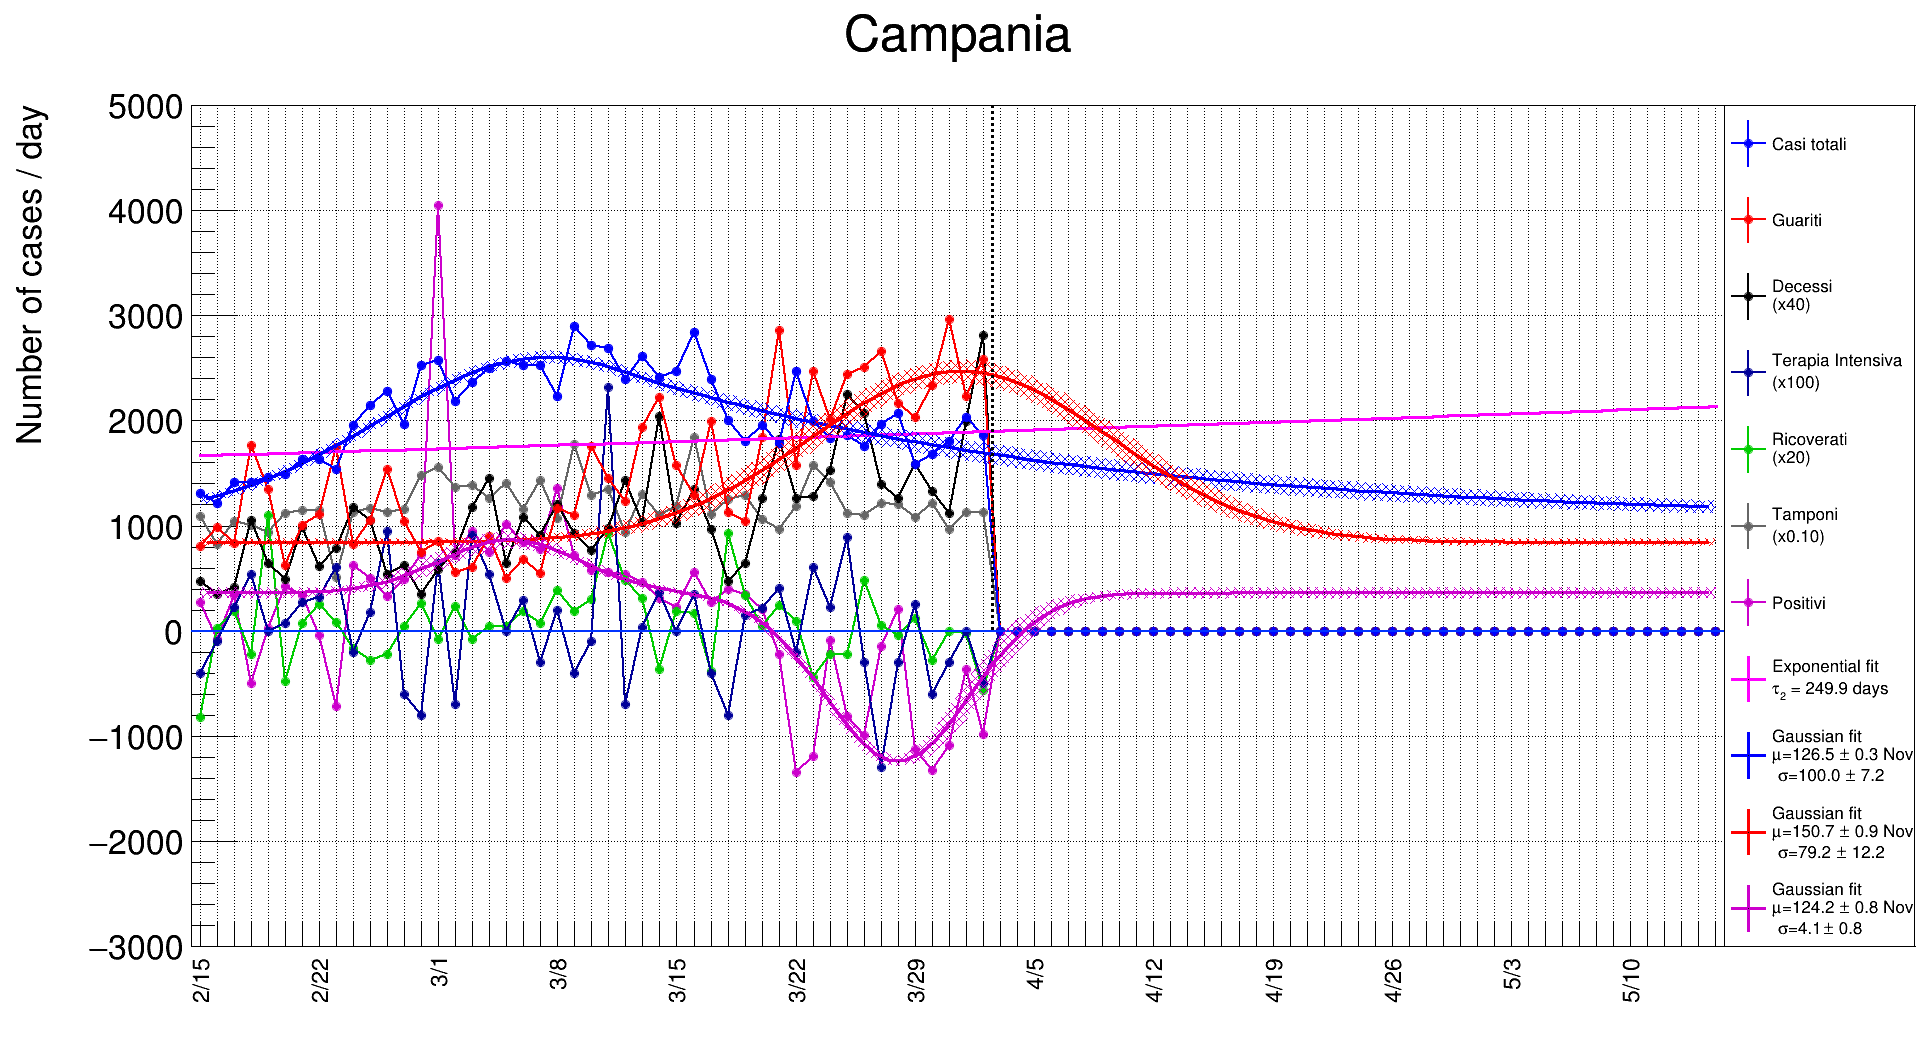 Campania
Number of cases / day
5000
4000
3000
2000
1000
0
−1000
−2000
−3000
2/15
2/22
3/1
3/8
3/15
3/22
3/29
4/5
4/12
4/19
4/26
5/3
5/10
Casi totali
Guariti
Decessi
(x40)
Terapia Intensiva
(x100)
Ricoverati
(x20)
Tamponi
(x0.10)
Positivi
Exponential fit
τ2 = 249.9 days
Gaussian fit
μ=126.5 ± 0.3 Nov
σ=100.0 ± 7.2
Gaussian fit
μ=150.7 ± 0.9 Nov
σ=79.2 ± 12.2
Gaussian fit
μ=124.2 ± 0.8 Nov
σ=4.1± 0.8